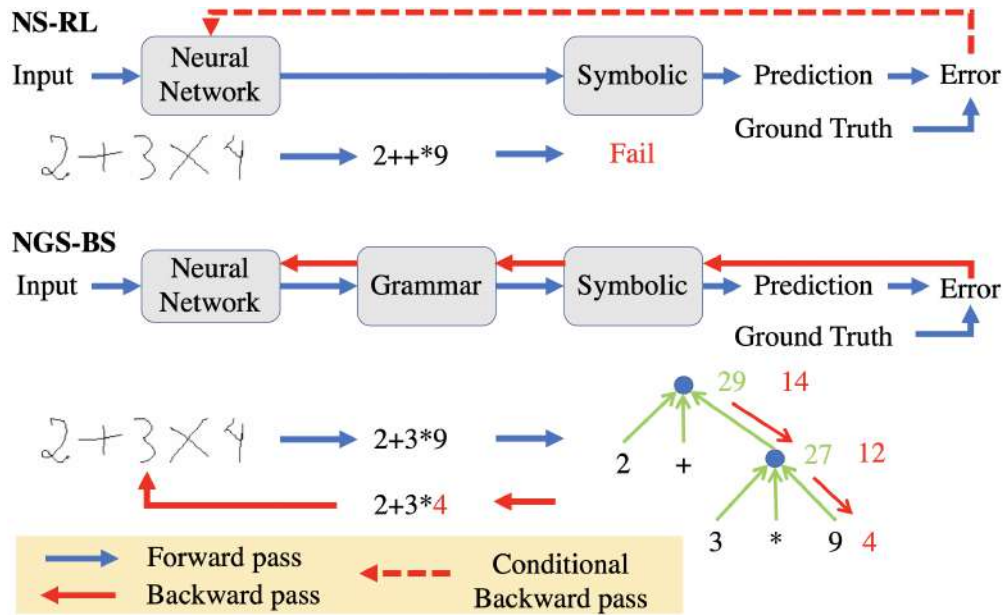 NS-RL
Input Neural Network Symbolic Prediction Error
Ground Truth
2+3×4 2++*9 Fail
NGS-BS
Input Neural Network Grammar Symbolic Prediction Error
Ground Truth
29 14
2+3×4 2+3*9 2 + 27 12
2+3*4 3 * 9 4
Forward pass
Backward pass
Conditional Backward pass